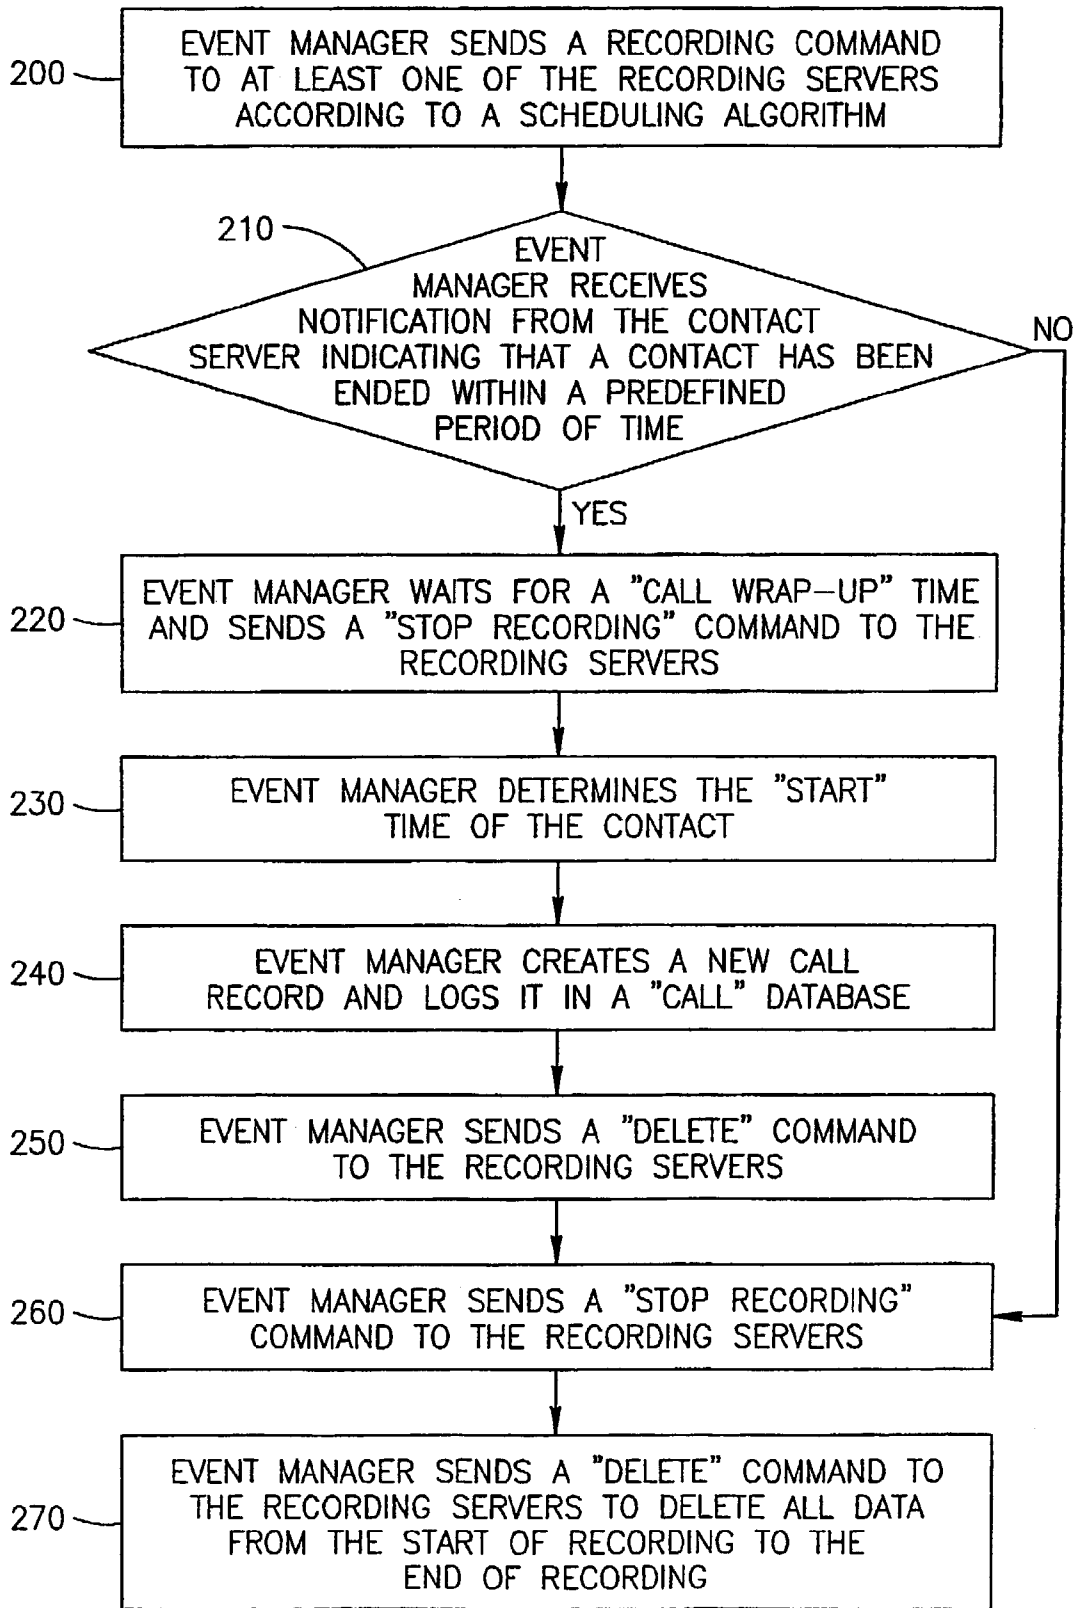 200
EVENT MANAGER SENDS A RECORDING COMMAND
TO AT LEAST ONE OF THE RECORDING SERVERS
ACCORDING TO A SCHEDULING ALGORITHM
210
EVENT
MANAGER RECEIVES
NOTIFICATION FROM THE CONTACT
SERVER INDICATING THAT A CONTACT HAS BEEN
ENDED WITHIN A PREDEFINED
PERIOD OF TIME
NO
YES
220
EVENT MANAGER WAITS FOR A "CALL WRAP-UP" TIME
AND SENDS A "STOP RECORDING" COMMAND TO THE
RECORDING SERVERS
230
EVENT MANAGER DETERMINES THE "START"
TIME OF THE CONTACT
240
EVENT MANAGER CREATES A NEW CALL
RECORD AND LOGS IT IN A "CALL" DATABASE
250
EVENT MANAGER SENDS A "DELETE" COMMAND
TO THE RECORDING SERVERS
260
EVENT MANAGER SENDS A "STOP RECORDING"
COMMAND TO THE RECORDING SERVERS
270
EVENT MANAGER SENDS A "DELETE" COMMAND TO
THE RECORDING SERVERS TO DELETE ALL DATA
FROM THE START OF RECORDING TO THE
END OF RECORDING